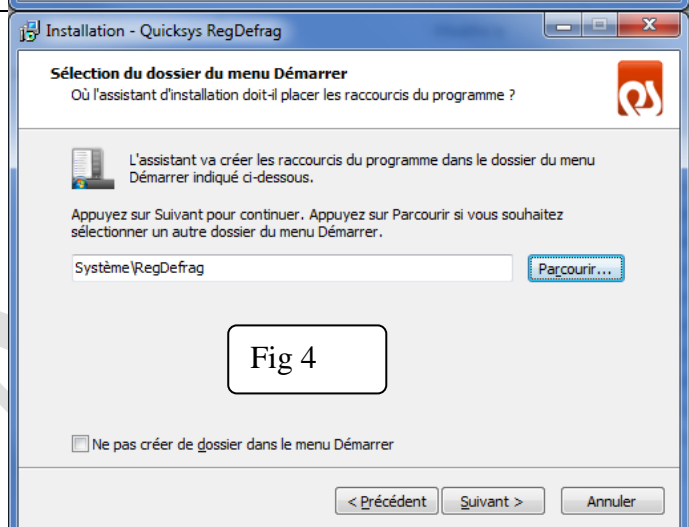 Installation - Quicksys RegDefrag
Sélection du dossier du menu Démarrer
Où l'assistant d'installation doit-il placer les raccourcis du programme ?
L'assistant va créer les raccourcis du programme dans le dossier du menu
Démarrer indiqué ci-dessous.
Appuyez sur Suivant pour continuer. Appuyez sur Parcourir si vous souhaitez
sélectionner un autre dossier du menu Démarrer.
Système\RegDefrag
Parcourir...
Fig 4
Ne pas créer de dossier dans le menu Démarrer
< Précédent
Suivant >
Annuler